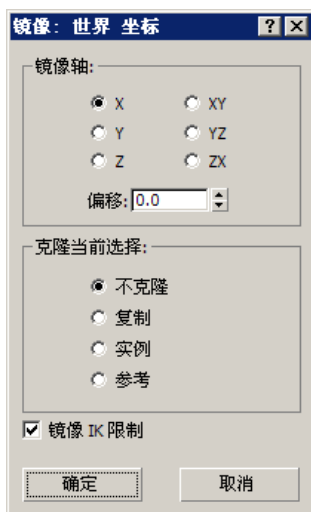 镜像: 世界 坐标
镜像轴:
X XY
Y YZ
Z ZX
偏移: 0.0
克隆当前选择:
不克隆
复制
实例
参考
镜像 IK 限制
确定 取消